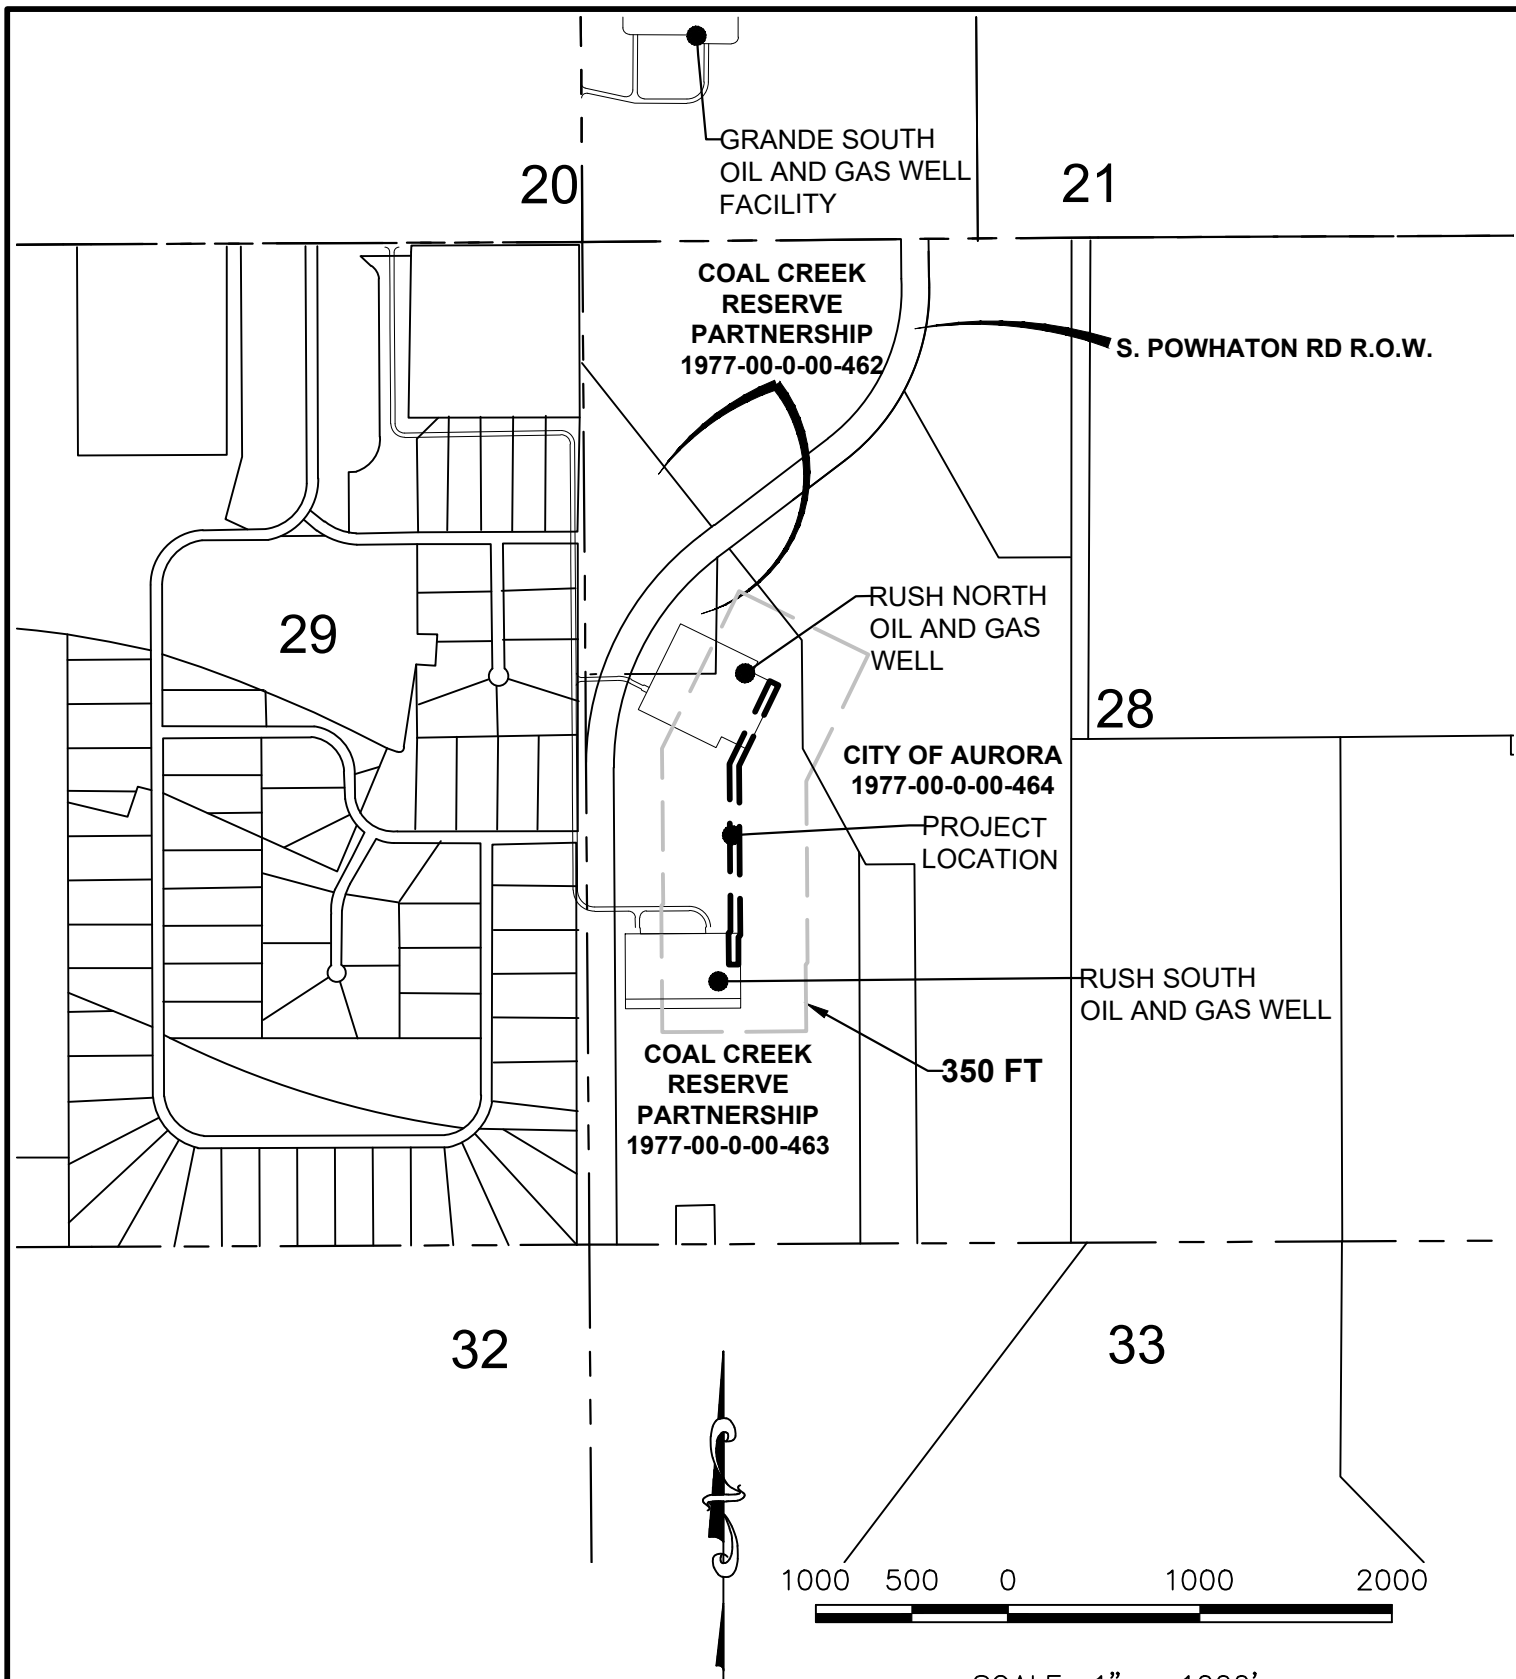 GRANDE SOUTH
OIL AND GAS WELL
FACILITY
20
21
COAL CREEK
RESERVE
PARTNERSHIP
1977-00-0-00-462
S. POWHATON RD R.O.W.
RUSH NORTH
OIL AND GAS
WELL
29
28
CITY OF AURORA
1977-00-0-00-464
PROJECT
LOCATION
RUSH SOUTH
OIL AND GAS WELL
COAL CREEK
RESERVE
PARTNERSHIP
1977-00-0-00-463
350 FT
32
33
1000 500 0 1000 2000